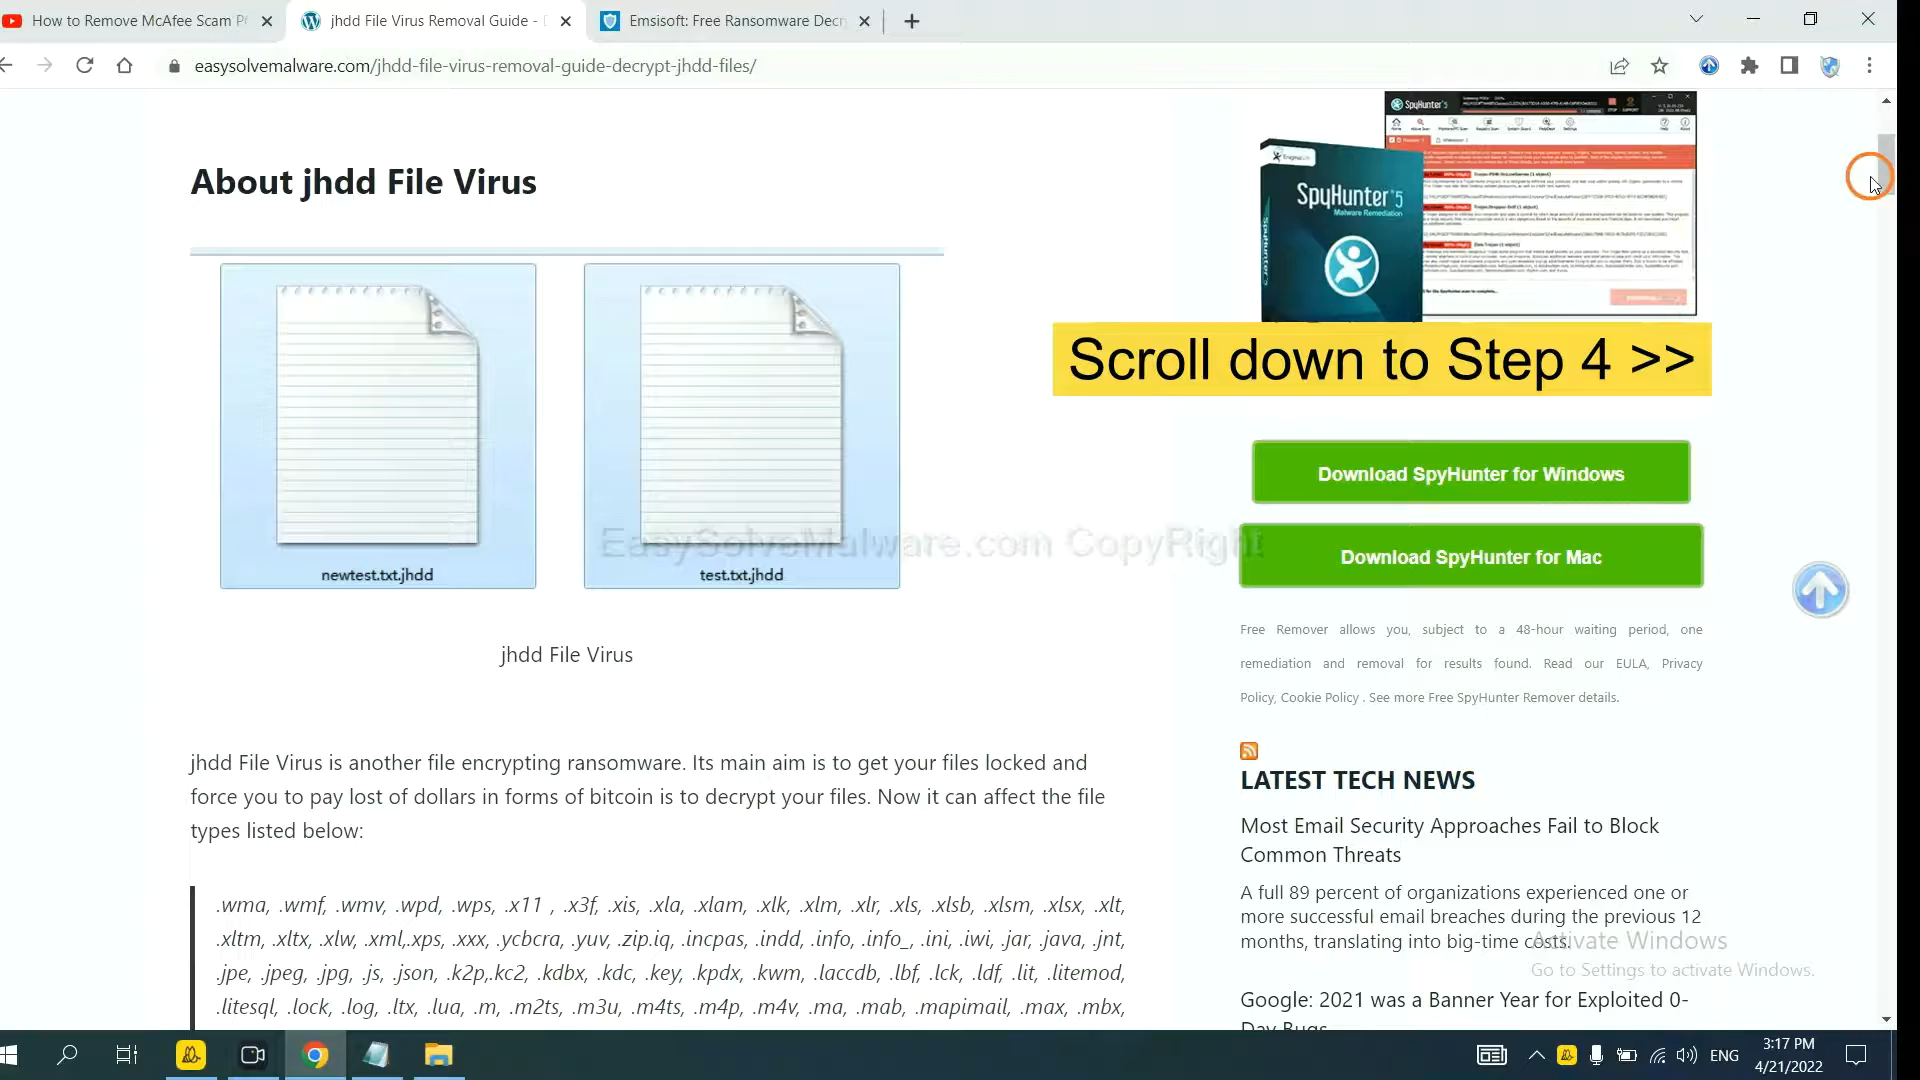 How to Remove McAfee Scam P
jhdd File Virus Removal Guide -
Emsisoft: Free Ransomware Decr
easysolvemalware.com/jhdd-file-virus-removal-guide-decrypt-jhdd-files/
About jhdd File Virus
SpyHunter 5
SpyHunter 5
Malware Remediation
Scroll down to Step 4 >>
newtest.txt.jhdd
test.txt.jhdd
EasySolveMalware.com CopyRight
jhdd File Virus
jhdd File Virus is another file encrypting ransomware. Its main aim is to get your files locked and
force you to pay lost of dollars in forms of bitcoin is to decrypt your files. Now it can affect the file
types listed below:
.wma, .wmf, .wmv, .wpd, .wps, .x11 , .x3f, .xis, .xla, .xlam, .xlk, .xlm, .xlr, .xls, .xlsb, .xlsm, .xlsx, .xlt,
.xltm, .xltx, .xlw, .xml,.xps, .xxx, .ycbcra, .yuv, .zip.iq, .incpas, .indd, .info, .info_, .ini, .iwi, .jar, .java, .jnt,
.jpe, .jpeg, .jpg, .js, .json, .k2p,.kc2, .kdbx, .kdc, .key, .kpdx, .kwm, .laccdb, .lbf, .lck, .ldf, .lit, .litemod,
.litesql, .lock, .log, .ltx, .lua, .m, .m2ts, .m3u, .m4ts, .m4p, .m4v, .ma, .mab, .mapimail, .max, .mbx,
Download SpyHunter for Windows
Download SpyHunter for Mac
Free Remover allows you, subject to a 48-hour waiting period, one
remediation and removal for results found. Read our EULA, Privacy
Policy, Cookie Policy . See more Free SpyHunter Remover details.
LATEST TECH NEWS
Most Email Security Approaches Fail to Block
Common Threats
A full 89 percent of organizations experienced one or
more successful email breaches during the previous 12
months, translating into big-time costs.
Google: 2021 was a Banner Year for Exploited 0-
Day Bugs
Activate Windows
Go to Settings to activate Windows.
ENG
3:17 PM
4/21/2022